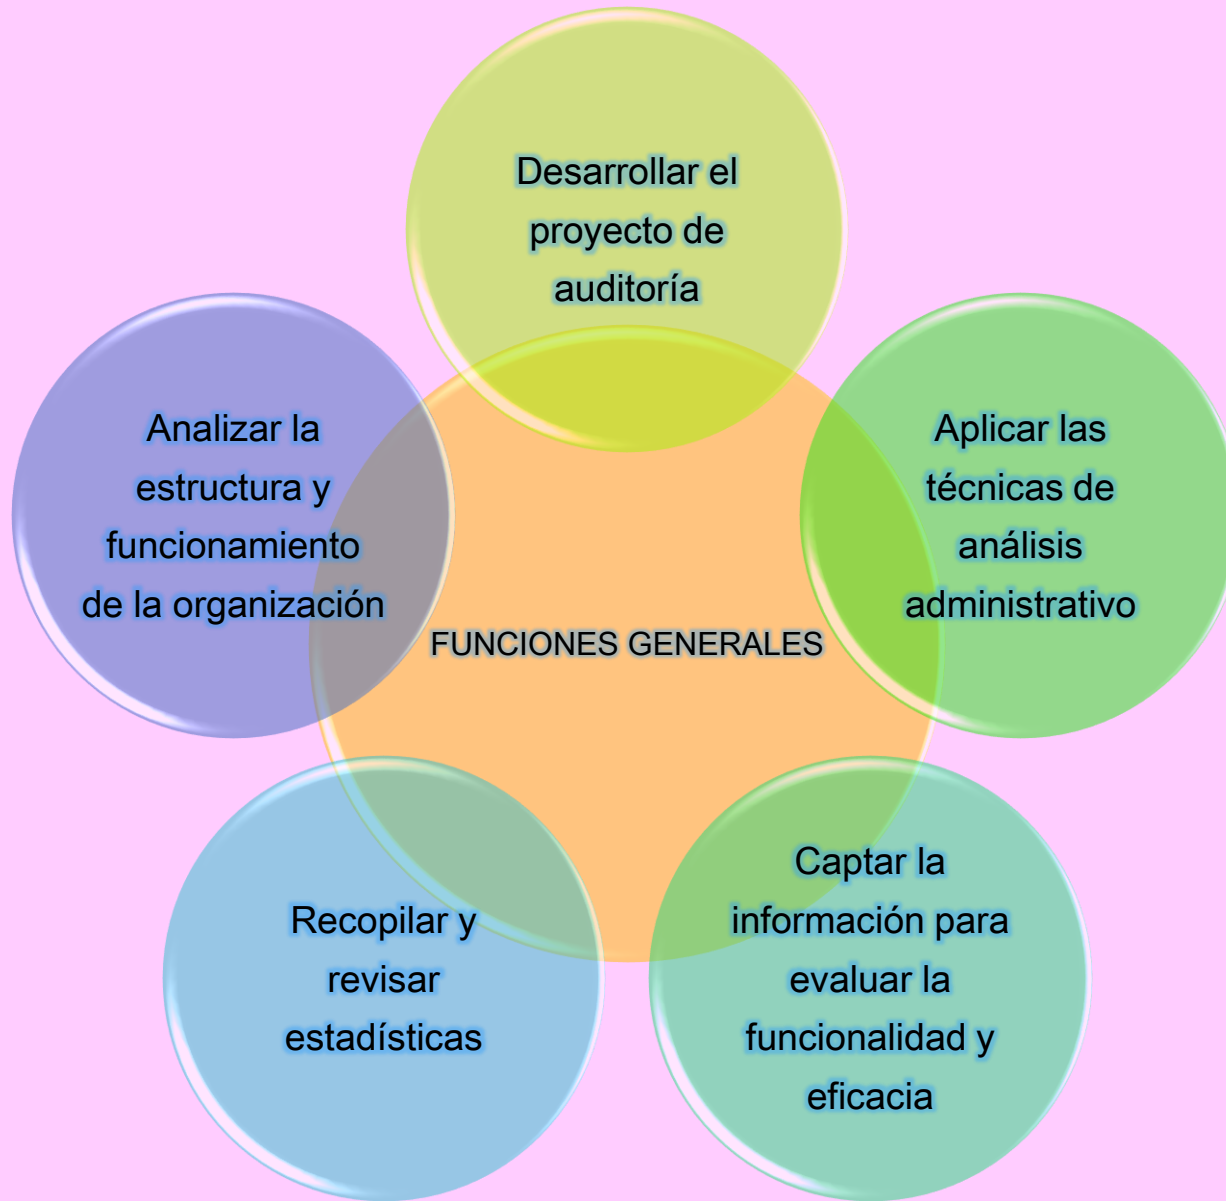 Desarrollar el
proyecto de
auditoría
Analizar la
estructura y
funcionamiento
de la organización
Aplicar las
técnicas de
análisis
administrativo
FUNCIONES GENERALES
Recopilar y
revisar
estadísticas
Captar la
información para
evaluar la
funcionalidad y
eficacia